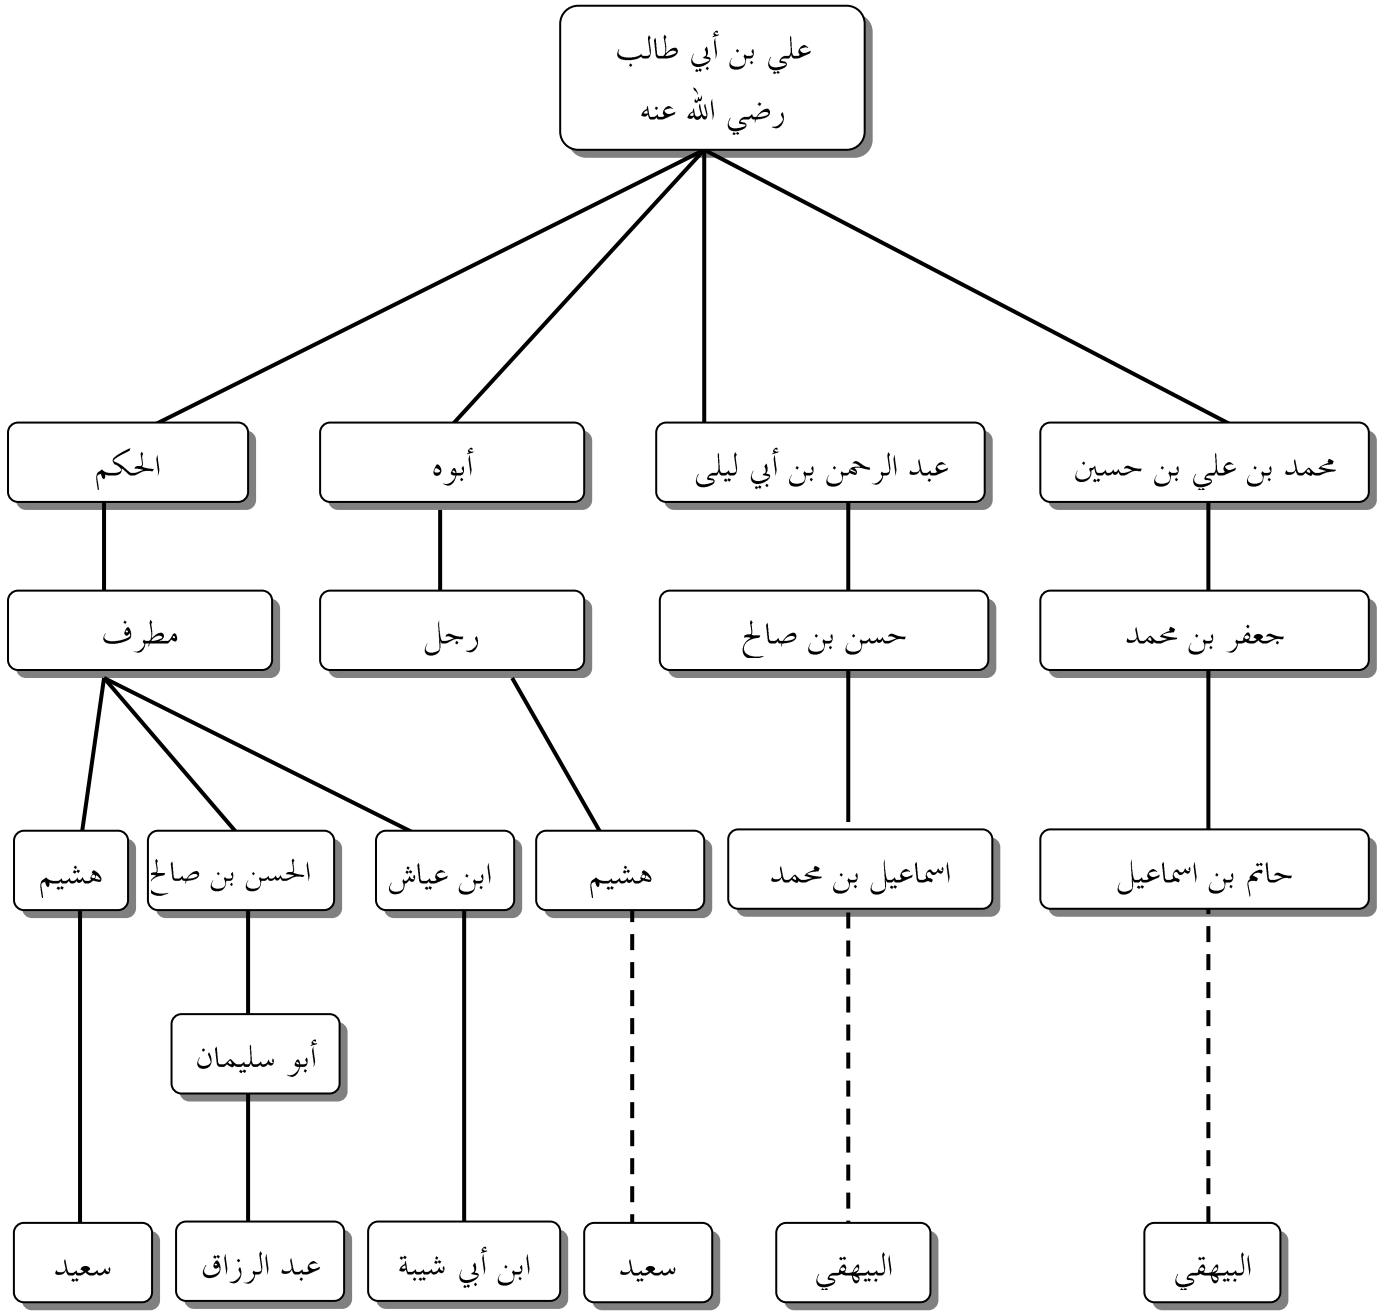 علي بن أبي طالب
رضي الله عنه
محمد بن علي بن حسين
عبد الرحمن بن أبي ليلى
أبوه
الحكم
جعفر بن محمد
حسن بن صالح
رجل
مطرف
حاتم بن اسماعيل
اسماعيل بن محمد
هشيم
ابن عياش
الحسن بن صالح
هشيم
أبو سليمان
البيهقي
البيهقي
سعيد
ابن أبي شيبة
عبد الرزاق
سعيد